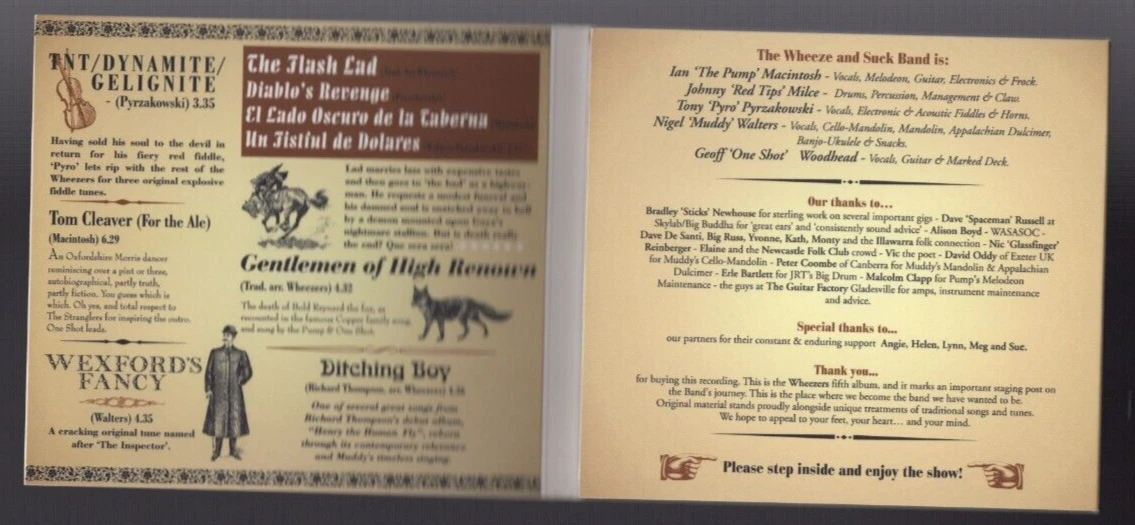 TNT/DYNAMITE/
GELIGNITE
- (Pyrzakowski) 3.35
Having sold his soul to the devil in
return for his fiery red fiddle,
‘Pyro’ lets rip with the rest of the
Wheezers for three original explosive
fiddle tunes.
Tom Cleaver (For the Ale)
(Macintosh) 6.29
An Oxfordshire Morris dancer
reminiscing over a pint or three,
autobiographical, partly truth,
partly fiction. You guess which is
which. Oh yes, and total respect to
The Stranglers for inspiring the outro.
One Shot leads.
WEXFORD'S
FANCY
(Walters) 4.35
A cracking original tune named
after ‘The Inspector’.
The Flash Lad
Diablo's Revenge
El Lado Oscuro de la Taberna
Un Fistful de Dolares
Lad marries lass with expensive tastes
and then goes to ‘the bad’ as a highway-
man. He requests a modest funeral and
his damned soul is snatched away to hell
by a demon mounted upon
nightmare stallion. But is death really
the end? Que sera sera!
Gentlemen of High Renown
(Trad. arr. Wheezers) 4.32
The death of Bold Reynard the fox, as
recounted in the famous Copper family song
and sung by the Pump & One Shot.
Ditching Boy
(Richard Thompson, arr. Wheezers)
One of several great songs from
Richard Thompson's debut album,
“Henry the Human Fly”, reborn
through its contemporary relevance
and Muddy's timeless singing.
The Wheeze and Suck Band is:
Ian ‘The Pump’ Macintosh - Vocals, Melodeon, Guitar, Electronics & Frock.
Johnny ‘Red Tips’ Milce - Drums, Percussion, Management & Claw.
Tony ‘Pyro’ Pyrzakowski - Vocals, Electronic & Acoustic Fiddles & Horns.
Nigel ‘Muddy’ Walters - Vocals, Cello-Mandolin, Mandolin, Appalachian Dulcimer,
Banjo-Ukulele & Snacks.
Geoff ‘One Shot’ Woodhead - Vocals, Guitar & Marked Deck.
Our thanks to...
Bradley ‘Sticks’ Newhouse for sterling work on several important gigs - Dave ‘Spaceman’ Russell at
Skylab/Big Buddha for ‘great ears’ and ‘consistently sound advice’ - Alison Boyd - WASASOC -
Dave De Santi, Big Russ, Yvonne, Kath, Monty and the Illawarra folk connection - Nic ‘Glassfinger’
Reinberger - Elaine and the Newcastle Folk Club crowd - Vic the poet - David Oddy of Exeter UK
for Muddy's Cello-Mandolin - Peter Coombe of Canberra for Muddy's Mandolin & Appalachian
Dulcimer - Erle Bartlett for JRT's Big Drum - Malcolm Clapp for Pump's Melodeon
Maintenance - the guys at The Guitar Factory Gladesville for amps, instrument maintenance
and advice.
Special thanks to...
our partners for their constant & enduring support Angie, Helen, Lynn, Meg and Sue.
Thank you...
for buying this recording. This is the Wheezers fifth album, and it marks an important staging post on
the Band's journey. This is the place where we become the band we have wanted to be.
Original material stands proudly alongside unique treatments of traditional songs and tunes.
We hope to appeal to your feet, your heart... and your mind.
Please step inside and enjoy the show!